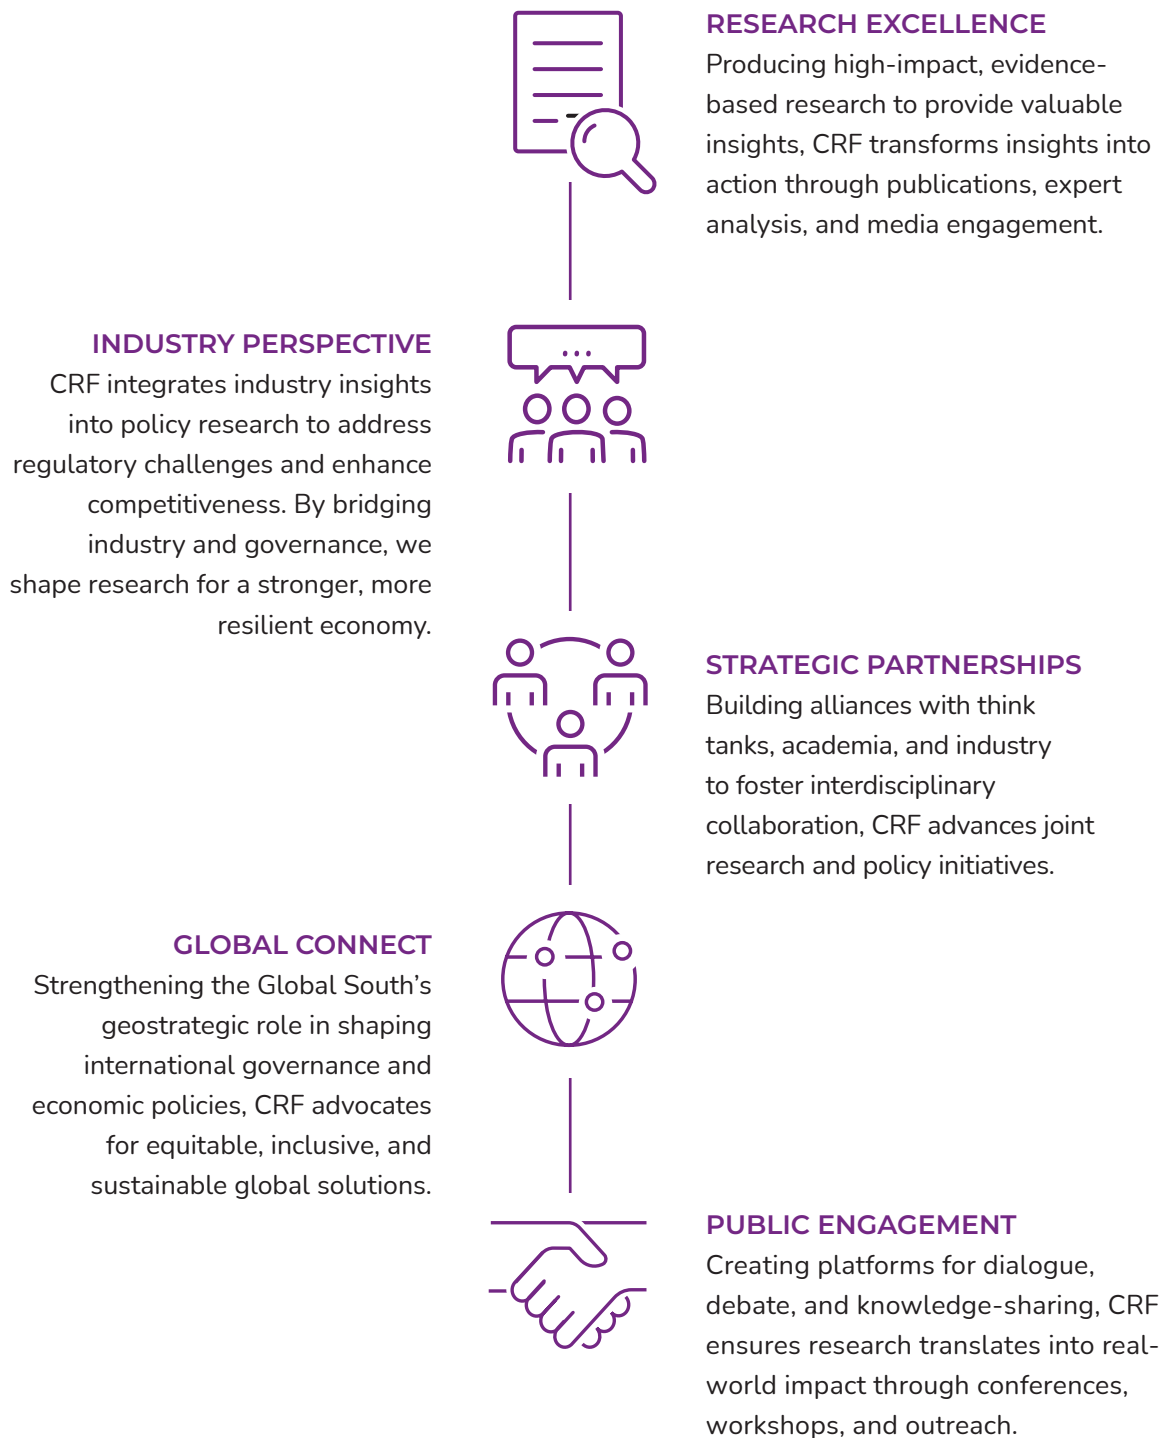 RESEARCH EXCELLENCE
Producing high-impact, evidence-
based research to provide valuable
insights, CRF transforms insights into
action through publications, expert
analysis, and media engagement.
INDUSTRY PERSPECTIVE
CRF integrates industry insights
into policy research to address
regulatory challenges and enhance
competitiveness. By bridging
industry and governance, we
shape research for a stronger, more
resilient economy.
STRATEGIC PARTNERSHIPS
Building alliances with think
tanks, academia, and industry
to foster interdisciplinary
collaboration, CRF advances joint
research and policy initiatives.
GLOBAL CONNECT
Strengthening the Global South’s
geostrategic role in shaping
international governance and
economic policies, CRF advocates
for equitable, inclusive, and
sustainable global solutions.
PUBLIC ENGAGEMENT
Creating platforms for dialogue,
debate, and knowledge-sharing, CRF
ensures research translates into real-
world impact through conferences,
workshops, and outreach.